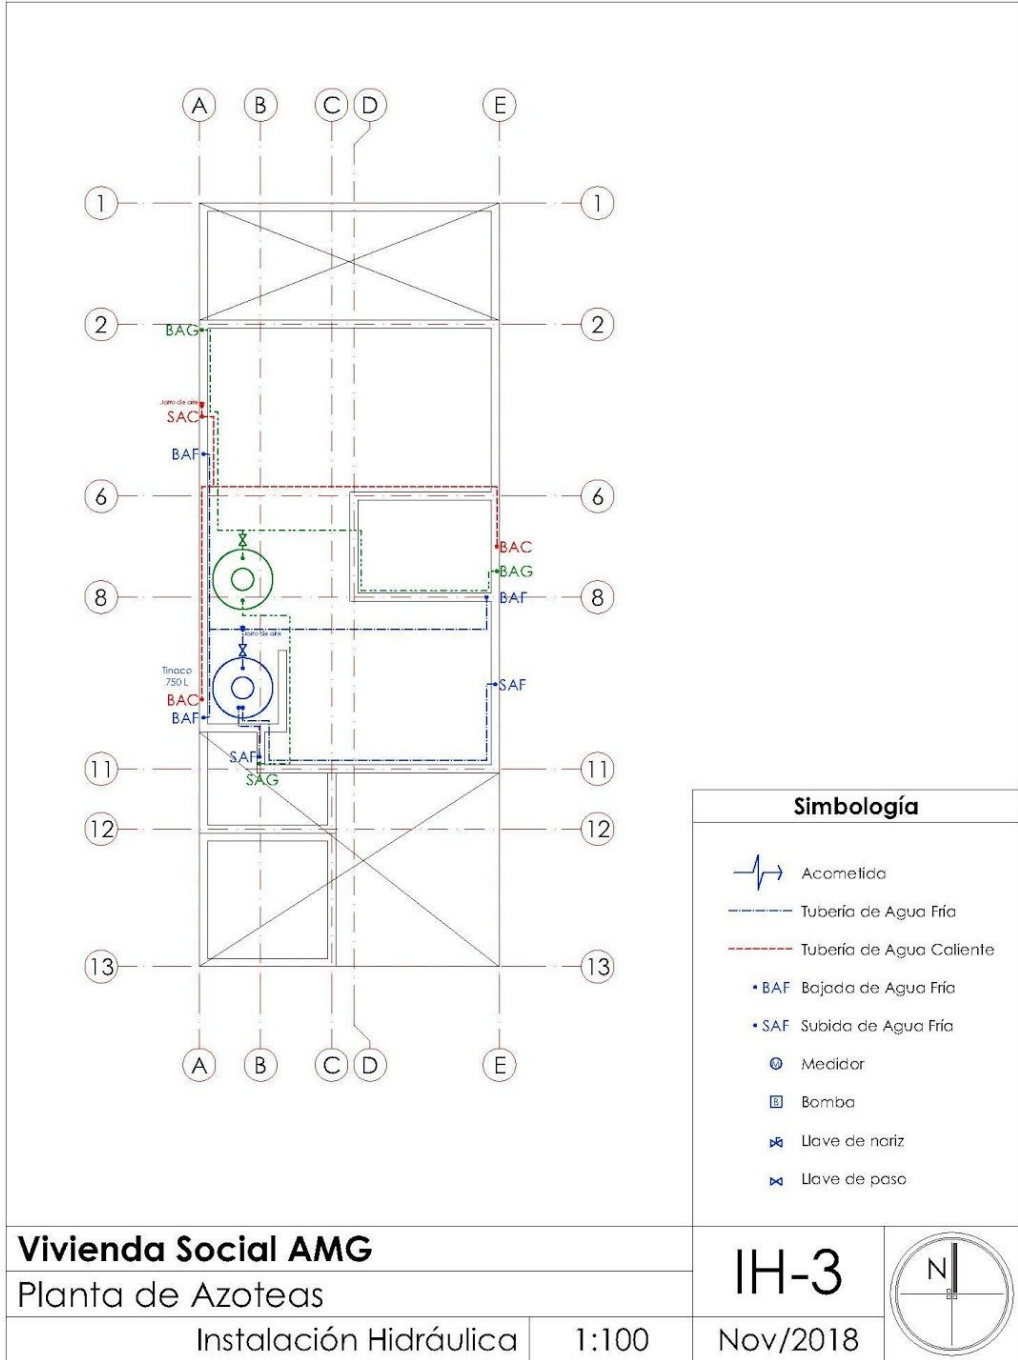 A B C D E
1 1
2 2
BAG
Jarro de aire
SAC
BAF
6 6
BAC
BAG
8 BAF 8
Jarro de aire
Tinaco
750 L
SAF
BAC
BAF
SAF
11 11
SAG
12 12
13 13
A B C D E
Simbología
Acometida
Tubería de Agua Fría
Tubería de Agua Caliente
BAF Bajada de Agua Fría
SAF Subida de Agua Fría
M Medidor
B Bomba
Llave de nariz
Llave de paso
Vivienda Social AMG
Planta de Azoteas
Instalación Hidráulica 1:100
IH-3
Nov/2018
N